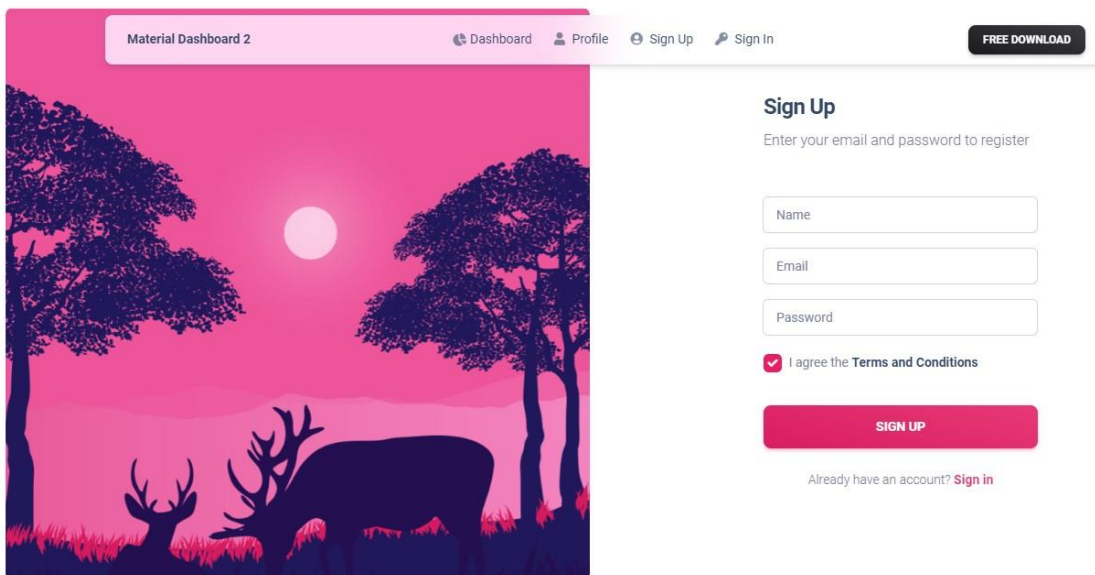 Material Dashboard 2 Dashboard Profile Sign Up Sign In FREE DOWNLOAD
Sign Up
Enter your email and password to register
Name
Email
Password
I agree the Terms and Conditions
SIGN UP
Already have an account? Sign in